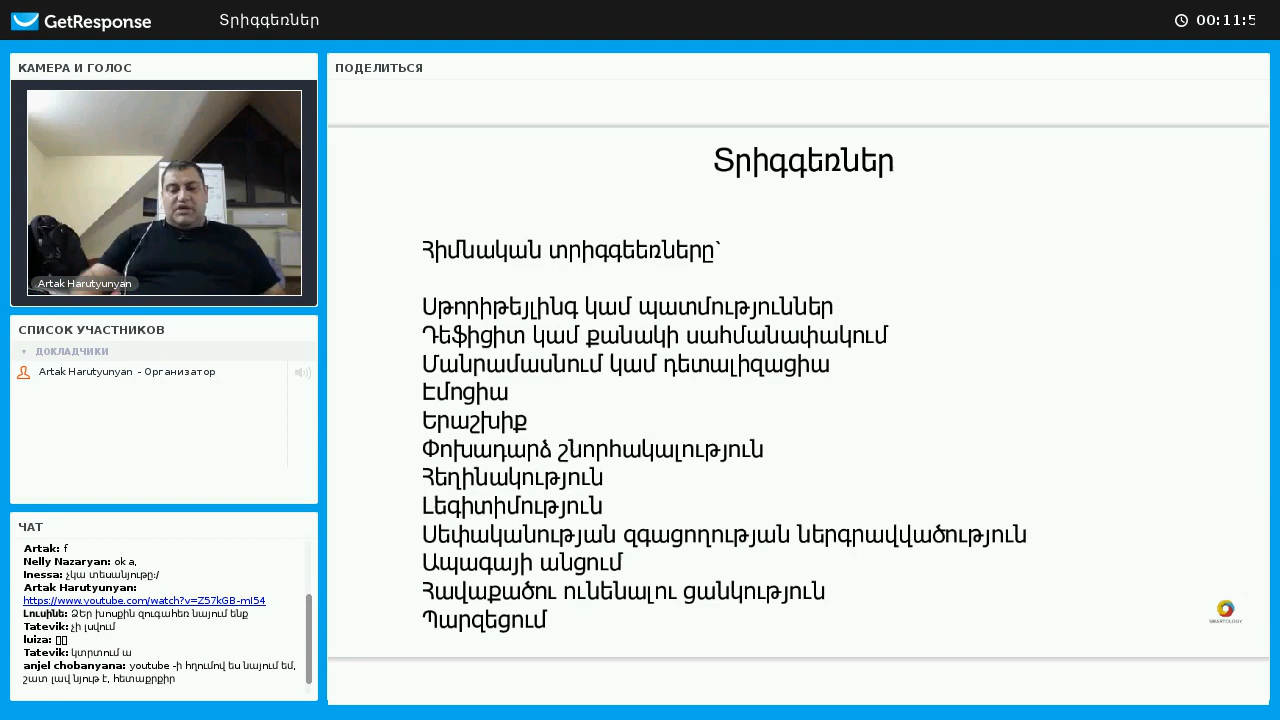 GetResponse
Տրիգգեռներ
00:11:5
КАМЕРА И ГОЛОС
Artak Harutyunyan
СПИСОК УЧАСТНИКОВ
ДОКЛАДЧИКИ
Artak Harutyunyan - Организатор
ЧАТ
Artak: f
Nelly Nazaryan: ok a,
Inessa: չկա տեսանյութը:/
Artak Harutyunyan:
https://www.youtube.com/watch?v=Z57kGB-mI54
Լուսինե: Ձեր խոսքին զուգահեռ նայում ենք
Tatevik: չի լսվում
luiza:
Tatevik: կտրտում ա
anjel chobanyana: youtube -ի հղումով ես նայում եմ,
շատ լավ նյութ է, հետաքրքիր
ПОДЕЛИТЬСЯ
Տրիգգեռներ
Հիմնական տրիգգեեռները՝
Սթորիթեյլինգ կամ պատմություններ
Դեֆիցիտ կամ քանակի սահմանափակում
Մանրամասնում կամ դետալիզացիա
Էմոցիա
Երաշխիք
Փոխադարձ շնորհակալություն
Հեղինակություն
Լեգիտիմություն
Սեփականության զգացողության ներգրավվածություն
Ապագայի անցում
Հավաքածու ունենալու ցանկություն
Պարզեցում
SMARTOLOGY